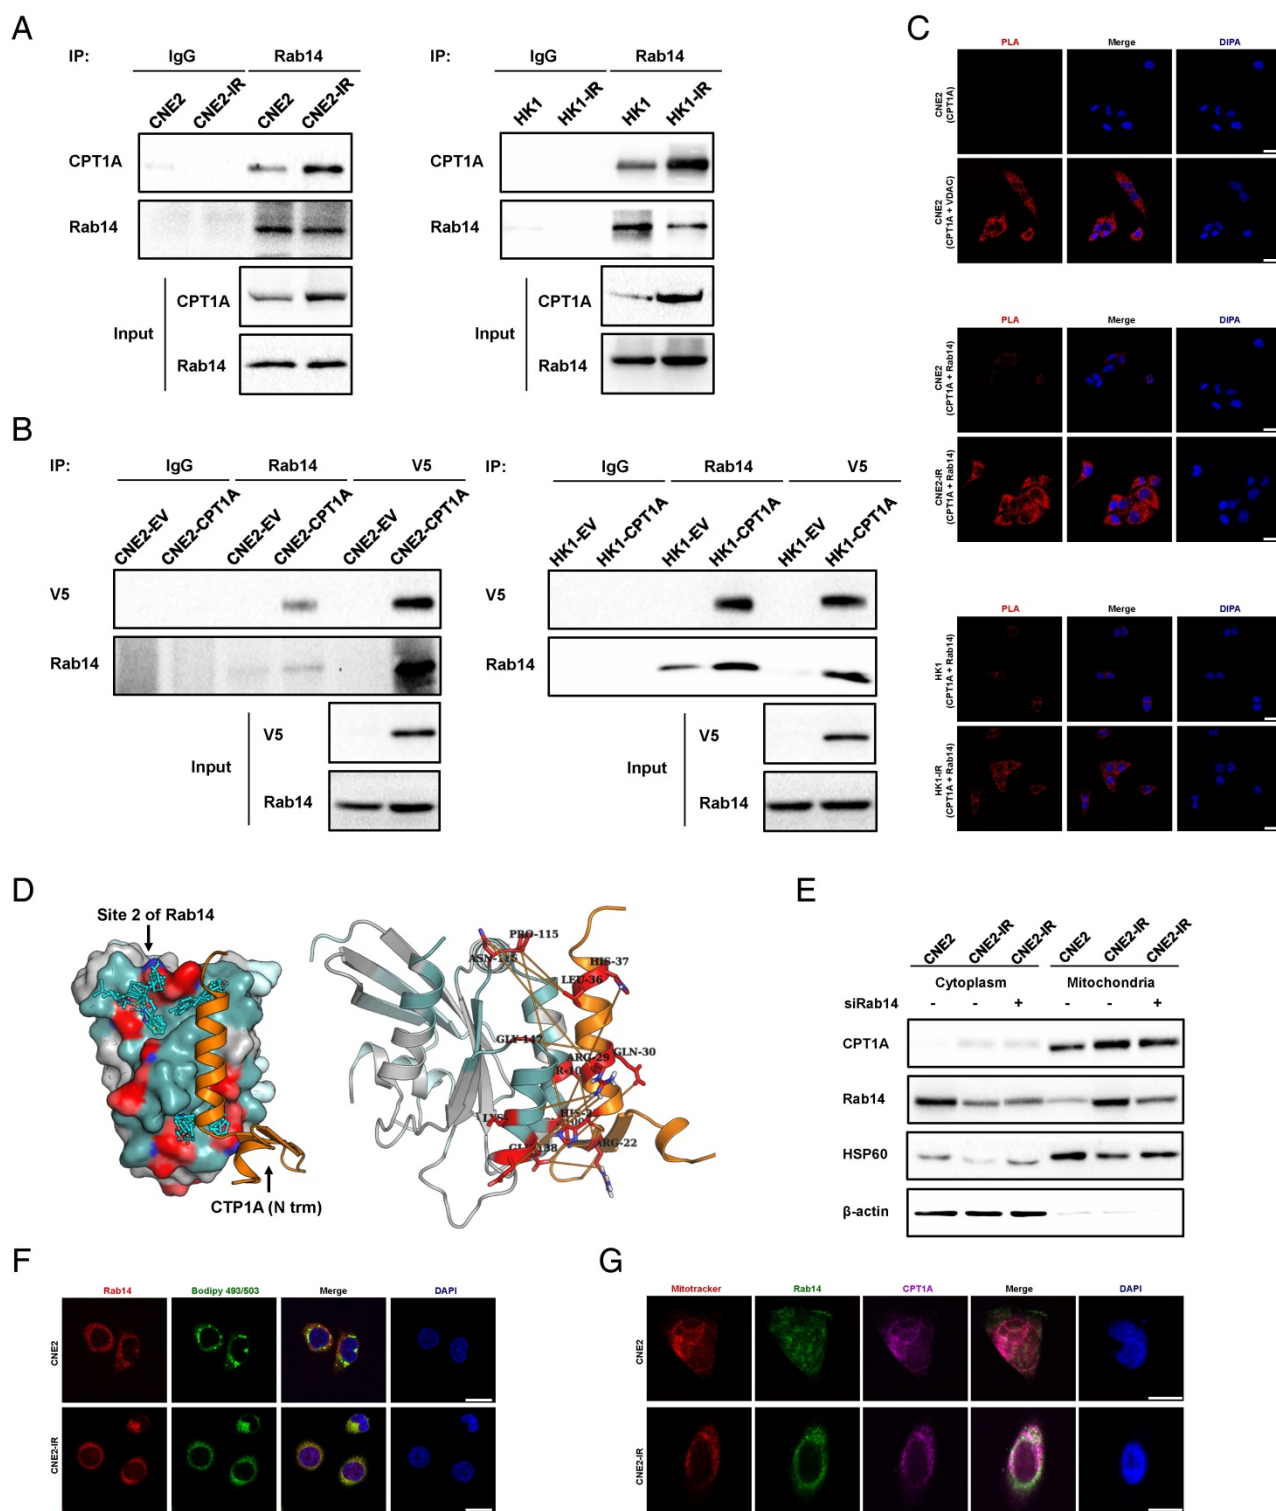 A
IP: IgG Rab14
CNE2 CNE2-IR CNE2 CNE2-IR
CPT1A
Rab14
CPT1A
Input
Rab14
IP: IgG Rab14
HK1 HK1-IR HK1 HK1-IR
CPT1A
Rab14
CPT1A
Input
Rab14
B
IP: IgG Rab14 V5
CNE2-EV CNE2-CPT1A CNE2-EV CNE2-CPT1A CNE2-EV CNE2-CPT1A
V5
Rab14
V5
Input
Rab14
IP: IgG Rab14 V5
HK1-EV HK1-CPT1A HK1-EV HK1-CPT1A HK1-EV HK1-CPT1A
V5
Rab14
V5
Input
Rab14
C
PLA Merge DIPA
CNE2
(CPT1A)
CNE2
(CPT1A + VDAC)
PLA Merge DIPA
CNE2
(CPT1A + Rab14)
CNE2-IR
(CPT1A + Rab14)
PLA Merge DIPA
HK1
(CPT1A + Rab14)
HK1-IR
(CPT1A + Rab14)
D
Site 2 of Rab14
CTP1A (N trm)
PRO-115
HIS-37
LEU-36
GLY-147
ARG-29
GLN-30
ARG-22
E
CNE2 CNE2-IR CNE2-IR CNE2 CNE2-IR CNE2-IR
Cytoplasm Mitochondria
siRab14 - - + - - +
CPT1A
Rab14
HSP60
β-actin
F
Rab14 Bodipy 493/503 Merge DAPI
CNE2
CNE2-IR
G
Mitotracker Rab14 CPT1A Merge DAPI
CNE2
CNE2-IR